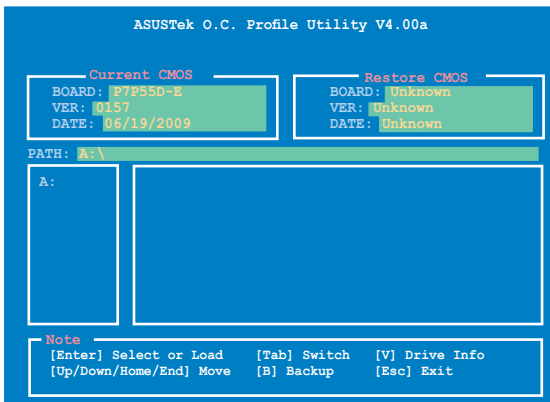 ASUSTek O.C. Profile Utility V4.00a
Current CMOS
BOARD: P7P55D-E
VER: 0157
DATE: 06/19/2009
Restore CMOS
BOARD: Unknown
VER: Unknown
DATE: Unknown
PATH: A:\
A:
Note
[Enter] Select or Load [Tab] Switch [V] Drive Info
[Up/Down/Home/End] Move [B] Backup [Esc] Exit